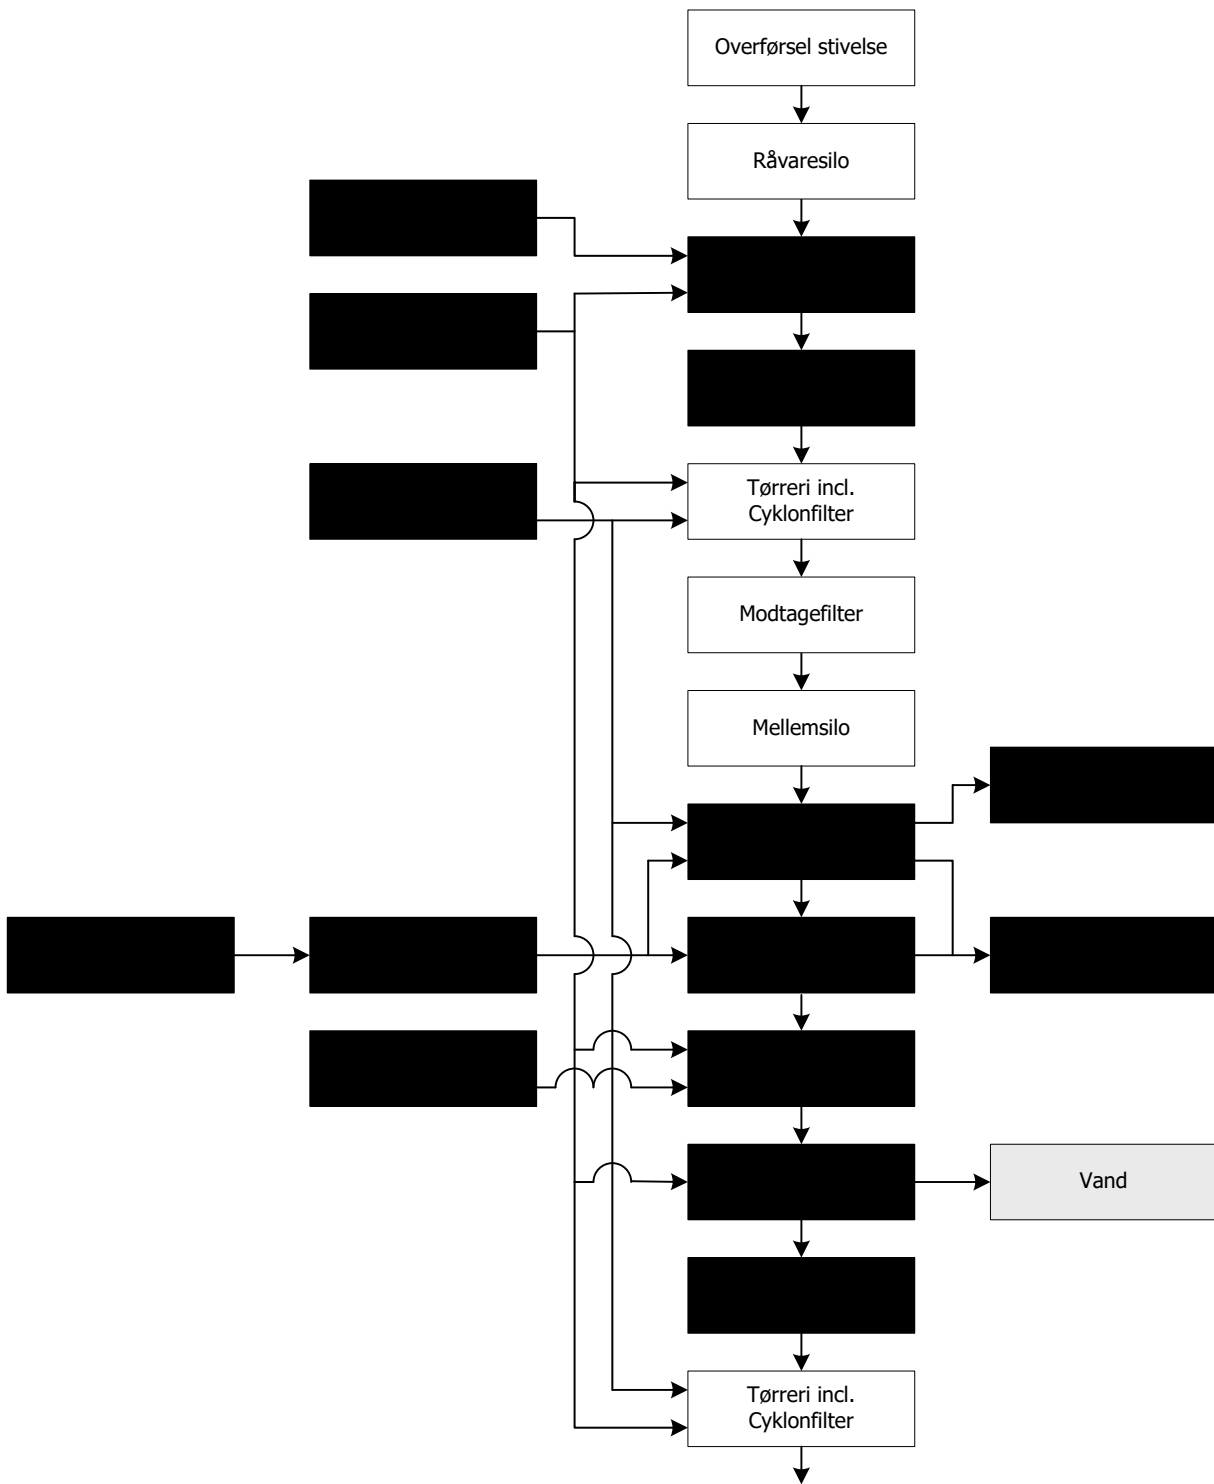 Overførsel stivelse
Råvaresilo
Tørreri incl.
Cyklonfilter
Modtagefilter
Mellemsilo
Vand
Tørreri incl.
Cyklonfilter